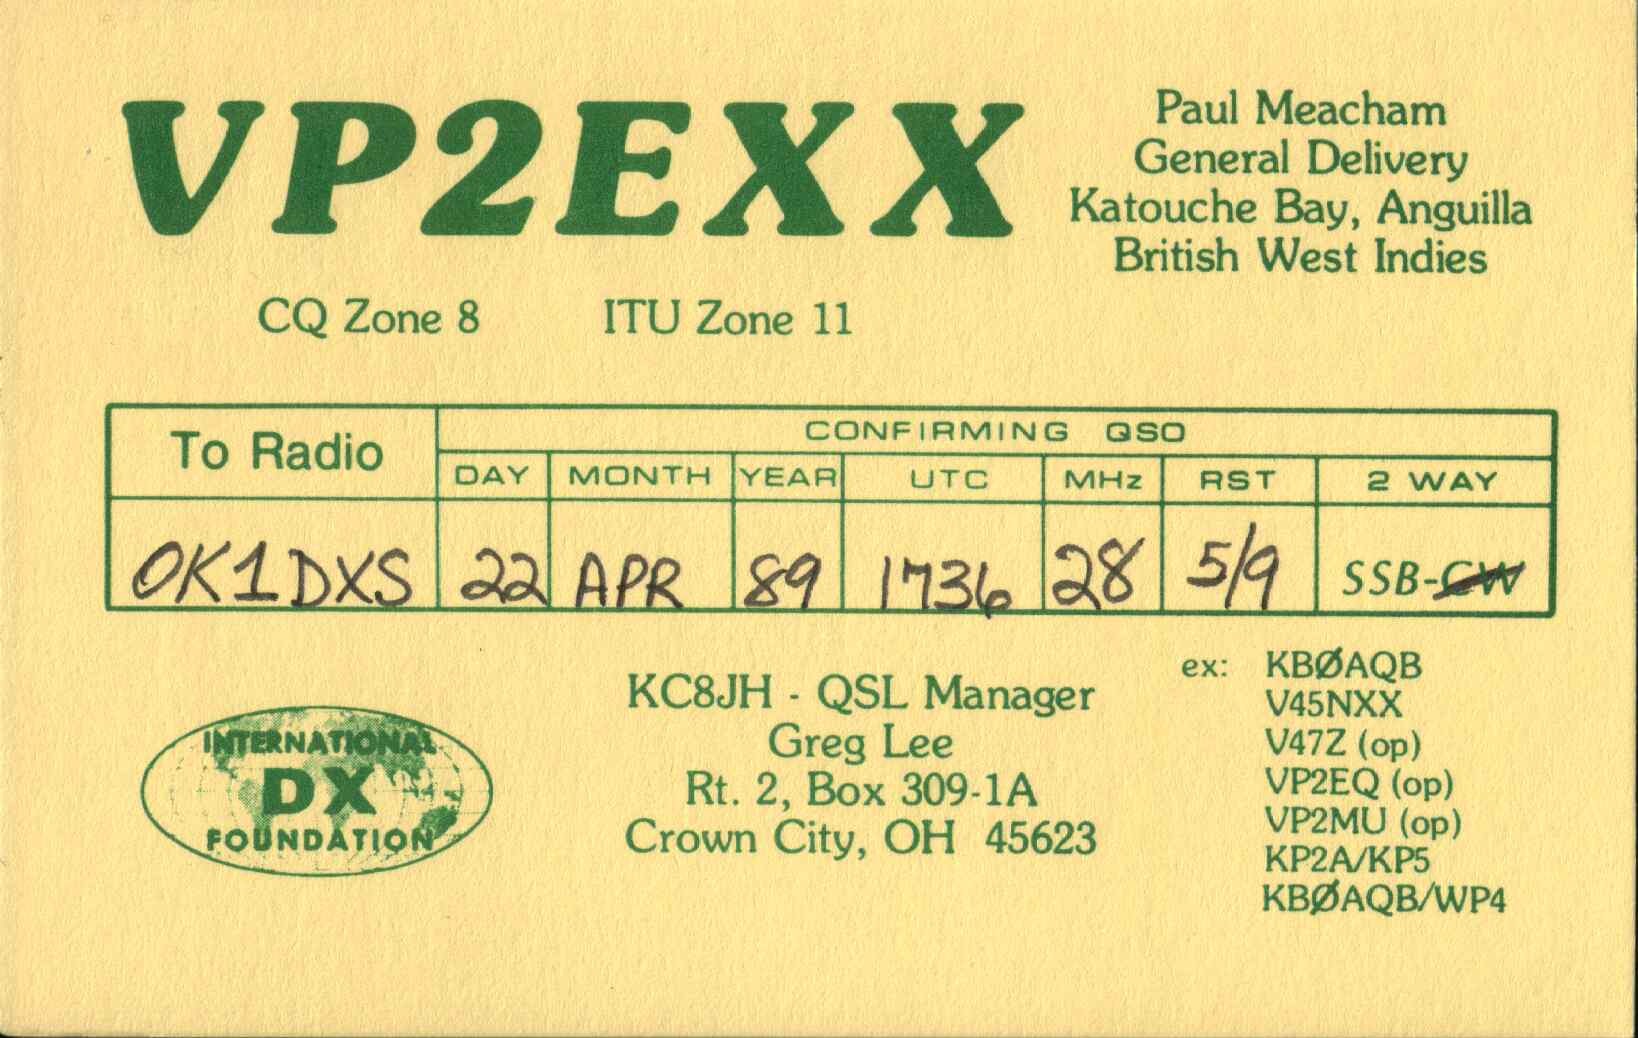 VP2EXX
Paul Meacham
General Delivery
Katouche Bay, Anguilla
British West Indies
CQ Zone 8 ITU Zone 11
To Radio
CONFIRMING QSO
DAY MONTH YEAR UTC MHz RST 2 WAY
OK1DXS 22 APR 89 1736 28 5/9 SSB-CW
INTERNATIONAL
DX
FOUNDATION
KC8JH - QSL Manager
Greg Lee
Rt. 2, Box 309-1A
Crown City, OH 45623
ex: KBØAQB
V45NXX
V47Z (op)
VP2EQ (op)
VP2MU (op)
KP2A/KP5
KBØAQB/WP4